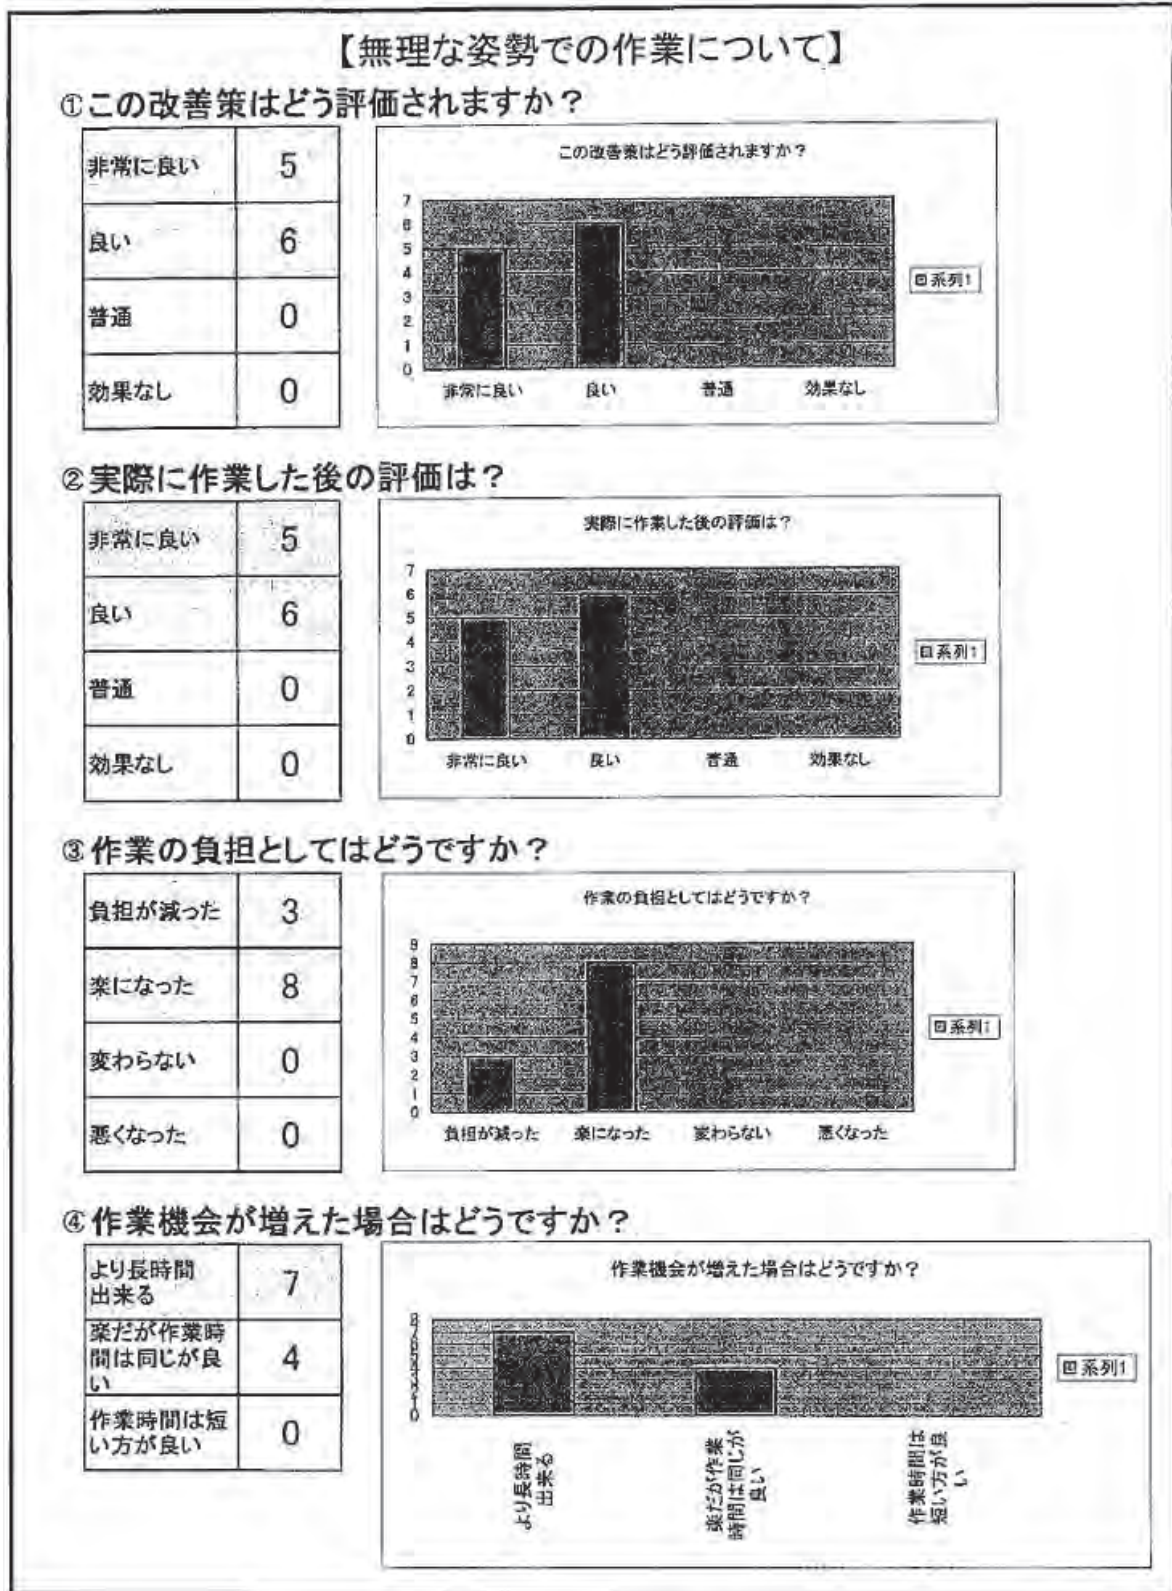 【無理な姿勢での作業について】
①この改善策はどう評価されますか？
非常に良い 5
良い 6
普通 0
効果なし 0
この改善策はどう評価されますか？
7
6
5
4
3
2
1
0
非常に良い 良い 普通 効果なし
系列1
②実際に作業した後の評価は？
非常に良い 5
良い 6
普通 0
効果なし 0
実際に作業した後の評価は？
7
6
5
4
3
2
1
0
非常に良い 良い 普通 効果なし
系列1
③作業の負担としてはどうですか？
負担が減った 3
楽になった 8
変わらない 0
悪くなった 0
作業の負担としてはどうですか？
9
8
7
6
5
4
3
2
1
0
負担が減った 楽になった 変わらない 悪くなった
系列1
④作業機会が増えた場合はどうですか？
より長時間
出来る 7
楽だが作業時
間は同じが良
い 4
作業時間は短
い方が良い 0
作業機会が増えた場合はどうですか？
8
7
6
5
4
3
2
1
0
より長時間
出来る
楽だが作業
時間は同じが
良い
作業時間は
短い方が良
い
系列1